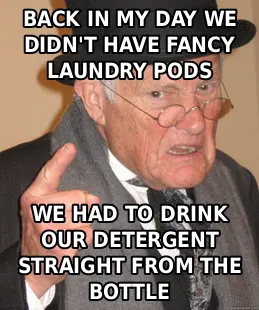 BACK IN MY DAY WE
DIDN'T HAVE FANCY
LAUNDRY PODS
WE HAD TO DRINK
OUR DETERGENT
STRAIGHT FROM THE
BOTTLE